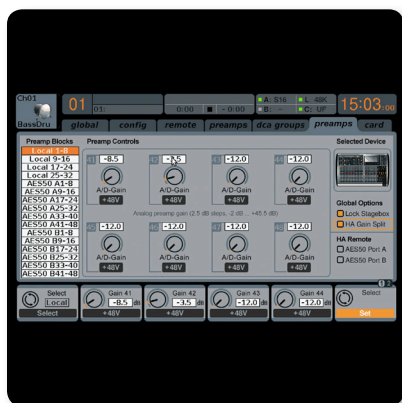 Ch01
BassDru
01
01:
0:00
- 0:00
A: S16
L: 48K
B: -
C: UF
15:03:00
global
config
remote
preamps
dca groups
preamps
card
Preamp Blocks
Local 1-8
Local 9-16
Local 17-24
Local 25-32
AES50 A1-8
AES50 A9-16
AES50 A17-24
AES50 A25-32
AES50 A33-40
AES50 A41-48
AES50 B1-8
AES50 B9-16
AES50 B17-24
AES50 B25-32
AES50 B33-40
AES50 B41-48
Preamp Controls
41 -8.5
A/D-Gain
+48V
42
A/D-Gain
+48V
43 -12.0
A/D-Gain
+48V
44 -12.0
A/D-Gain
+48V
Analog preamp gain (2.5 dB steps, -2 dB ... +45.5 dB)
-12.0
A/D-Gain
+48V
-12.0
A/D-Gain
+48V
-12.0
A/D-Gain
+48V
-12.0
A/D-Gain
+48V
Selected Device
Global Options
Lock Stagebox
HA Gain Split
HA Remote
AES50 Port A
AES50 Port B
1 2
Select
Local
Select
Gain 41
-8.5 dB
+48V
Gain 42
-3.5 dB
+48V
Gain 43
-12.0 dB
+48V
Gain 44
-12.0 dB
+48V
Select
Set